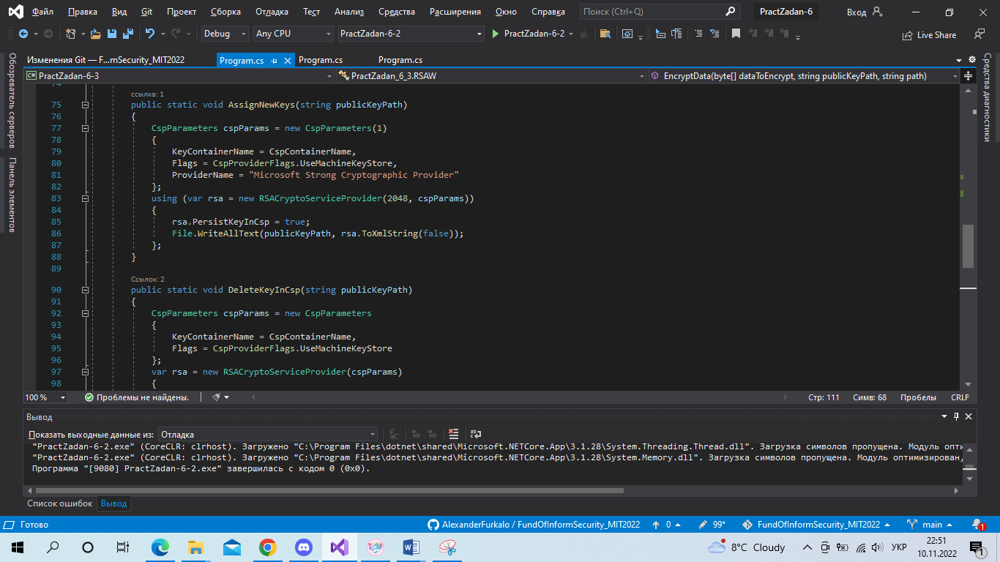 Файл Правка Вид Git Проект Сборка Отладка Тест Анализ Средства Расширения Окно Справка Поиск (Ctrl+Q) PractZadan-6 Вход
Debug Any CPU PractZadan-6-2 PractZadan-6-2 Live Share
Изменения Git — F...mSecurity_MIT2022 Program.cs Program.cs Program.cs
Обозреватель серверов
Панель элементов
Средства диагностики
C# PractZadan-6-3 PractZadan_6_3.RSAW EncryptData(byte[] dataToEncrypt, string publicKeyPath, string path)
74
ссылка: 1
75 public static void AssignNewKeys(string publicKeyPath)
76 {
77 CspParameters cspParams = new CspParameters(1)
78 {
79 KeyContainerName = CspContainerName,
80 Flags = CspProviderFlags.UseMachineKeyStore,
81 ProviderName = "Microsoft Strong Cryptographic Provider"
82 };
83 using (var rsa = new RSACryptoServiceProvider(2048, cspParams))
84 {
85 rsa.PersistKeyInCsp = true;
86 File.WriteAllText(publicKeyPath, rsa.ToXmlString(false));
87 };
88 }
89
Ссылок: 2
90 public static void DeleteKeyInCsp(string publicKeyPath)
91 {
92 CspParameters cspParams = new CspParameters
93 {
94 KeyContainerName = CspContainerName,
95 Flags = CspProviderFlags.UseMachineKeyStore
96 };
97 var rsa = new RSACryptoServiceProvider(cspParams)
98 {
100 % Проблемы не найдены. Стр: 111 Симв: 68 Пробелы CRLF
Вывод
Показать выходные данные из: Отладка
"PractZadan-6-2.exe" (CoreCLR: clrhost). Загружено "C:\Program Files\dotnet\shared\Microsoft.NETCore.App\3.1.28\System.Threading.Thread.dll". Загрузка символов пропущена. Модуль опти
"PractZadan-6-2.exe" (CoreCLR: clrhost). Загружено "C:\Program Files\dotnet\shared\Microsoft.NETCore.App\3.1.28\System.Memory.dll". Загрузка символов пропущена. Модуль оптимизирован,
Программа "[9080] PractZadan-6-2.exe" завершилась с кодом 0 (0x0).
Список ошибок Вывод
Готово AlexanderFurkalo / FundOfInformSecurity_MIT2022 0 99* FundOfInformSecurity_MIT2022 main 1
8°C Cloudy УКР 22:51
10.11.2022 1